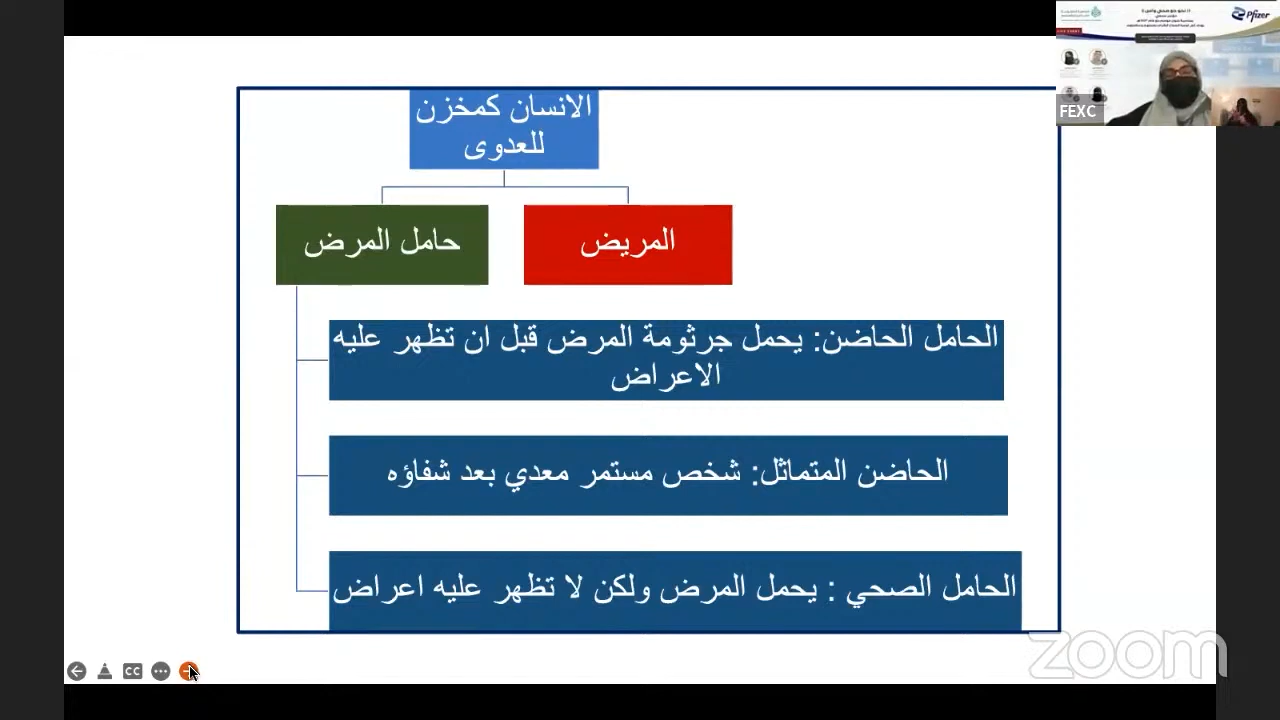 الانسان كمخزن
للعدوى
المريض
حامل المرض
الحامل الحاضن: يحمل جرثومة المرض قبل ان تظهر عليه
الاعراض
الحاضن المتماثل: شخص مستمر معدي بعد شفاؤه
الحامل الصحي : يحمل المرض ولكن لا تظهر عليه اعراض
Pfizer
FEXC
CC
zoom